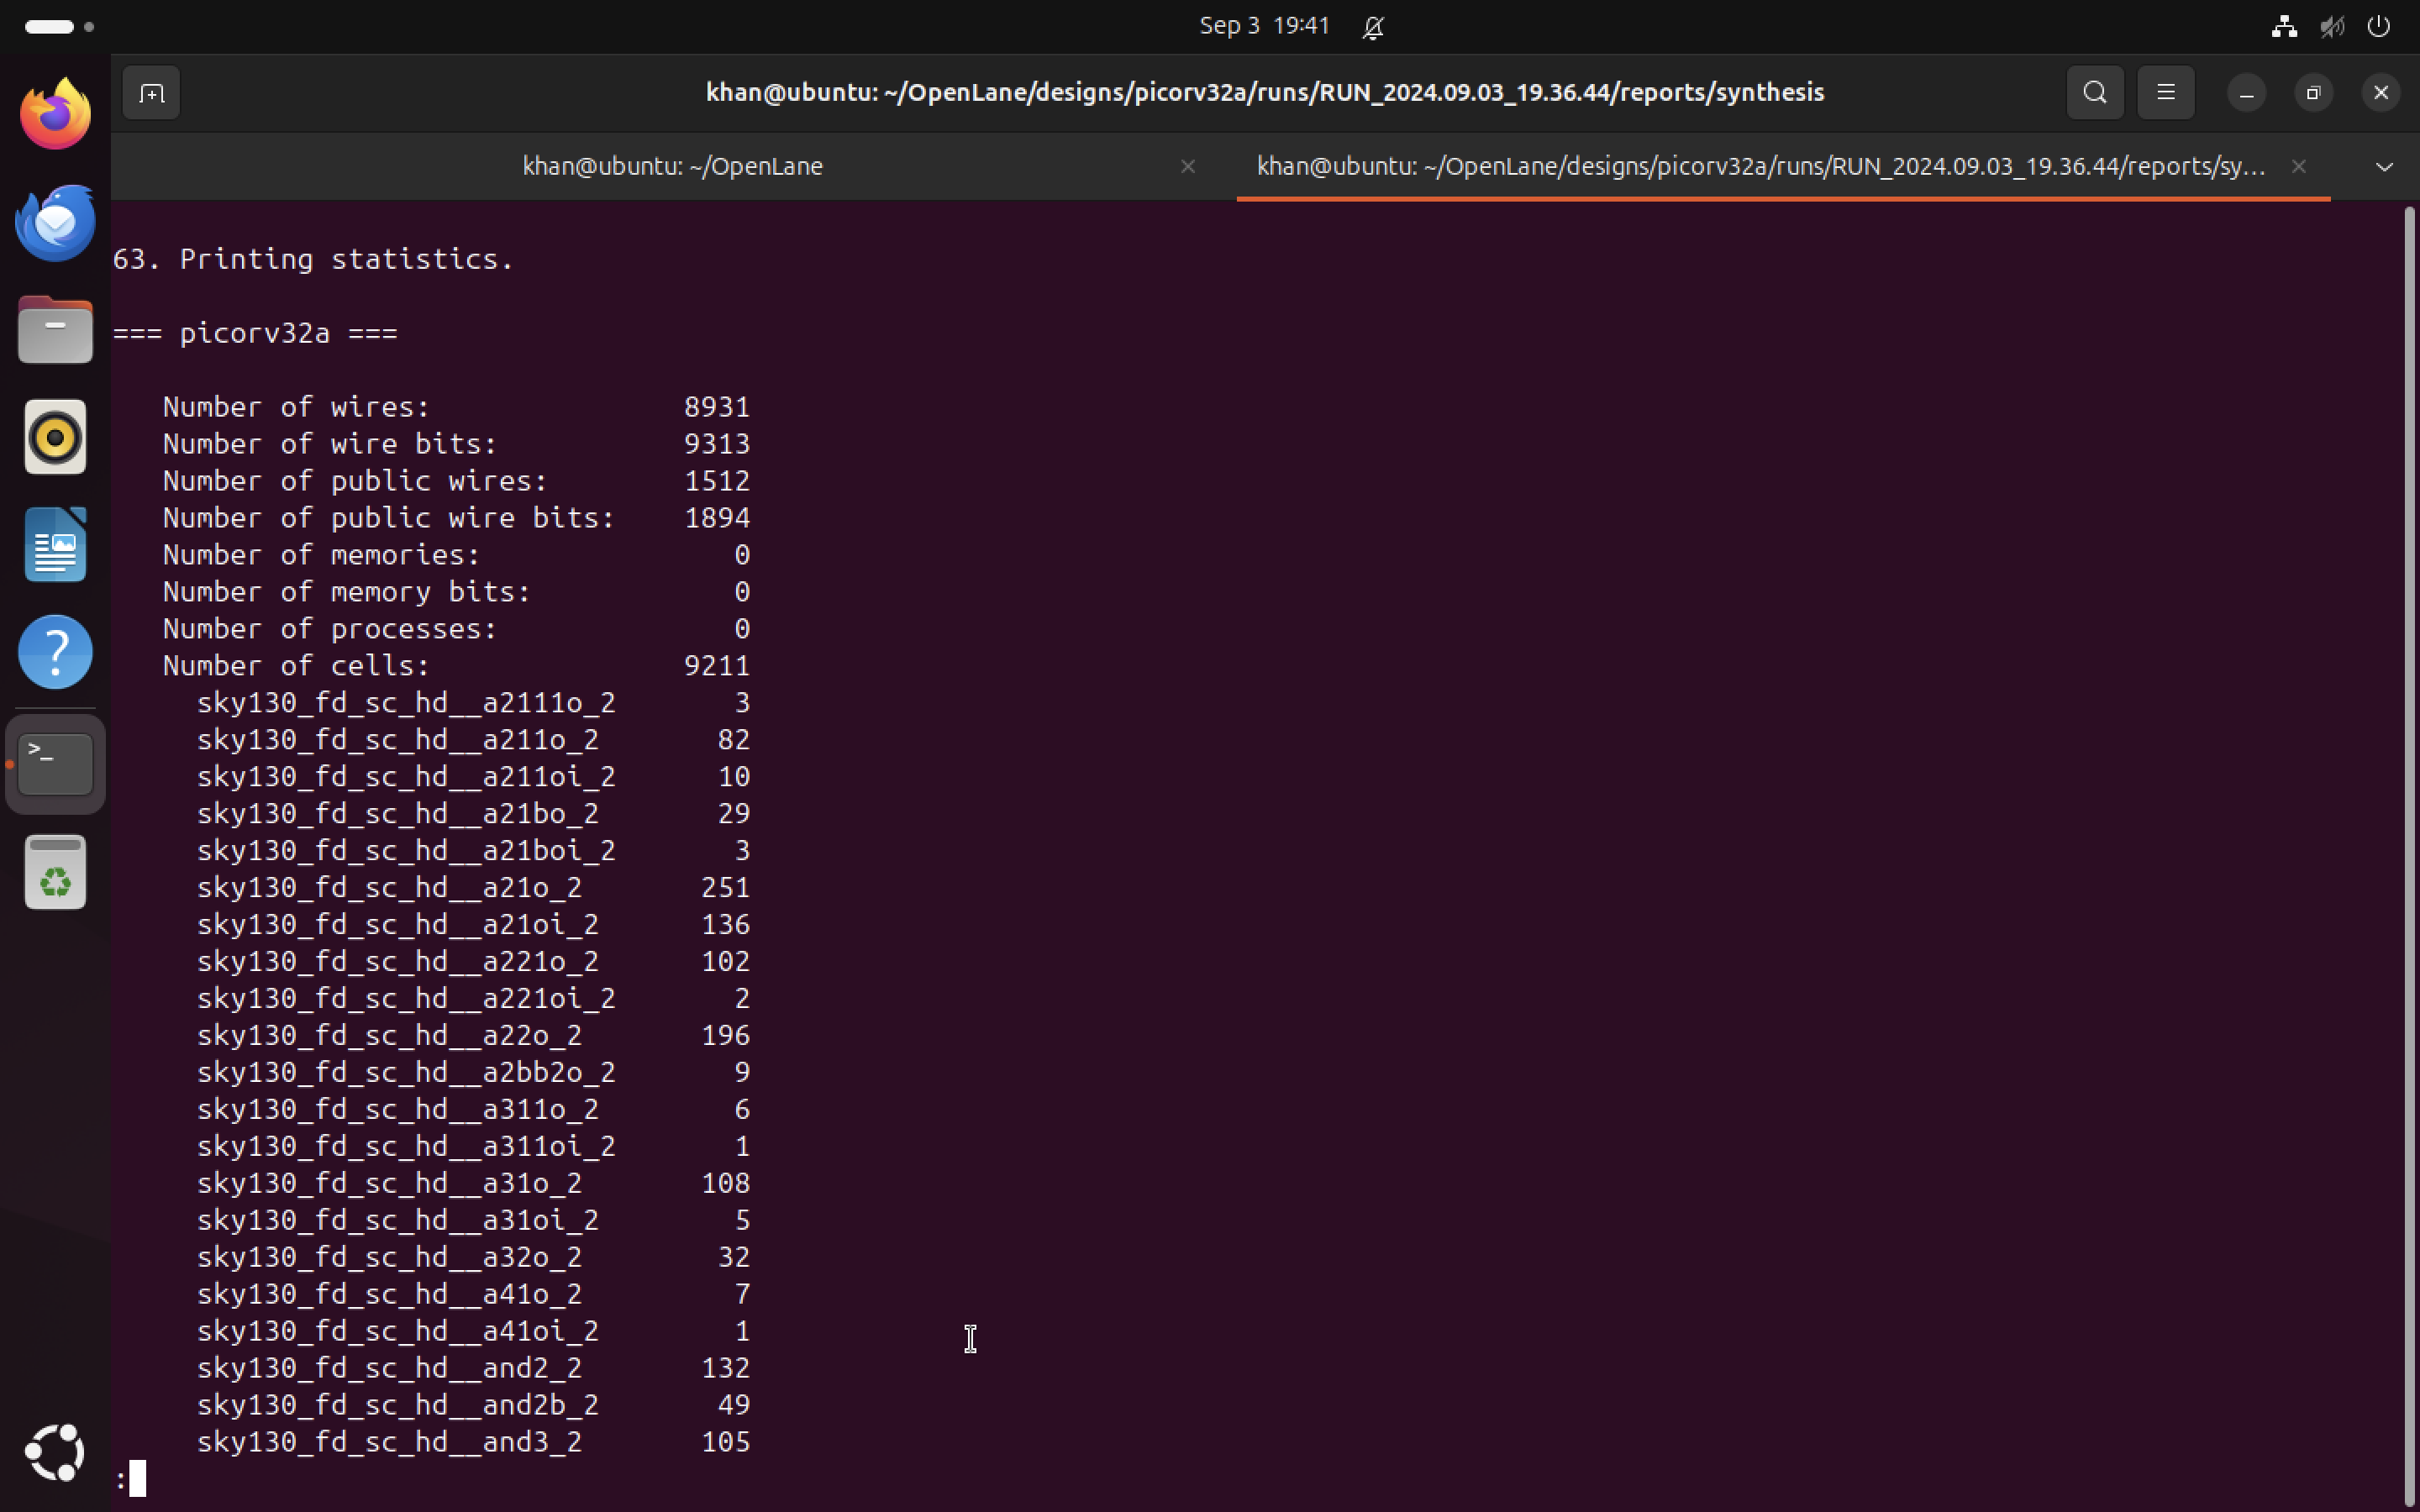 Sep 3 19:41
khan@ubuntu: ~/OpenLane/designs/picorv32a/runs/RUN_2024.09.03_19.36.44/reports/synthesis
khan@ubuntu: ~/OpenLane
khan@ubuntu: ~/OpenLane/designs/picorv32a/runs/RUN_2024.09.03_19.36.44/reports/sy...
63. Printing statistics.
=== picorv32a ===
Number of wires: 8931
Number of wire bits: 9313
Number of public wires: 1512
Number of public wire bits: 1894
Number of memories: 0
Number of memory bits: 0
Number of processes: 0
Number of cells: 9211
sky130_fd_sc_hd__a2111o_2 3
sky130_fd_sc_hd__a211o_2 82
sky130_fd_sc_hd__a211oi_2 10
sky130_fd_sc_hd__a21bo_2 29
sky130_fd_sc_hd__a21boi_2 3
sky130_fd_sc_hd__a21o_2 251
sky130_fd_sc_hd__a21oi_2 136
sky130_fd_sc_hd__a221o_2 102
sky130_fd_sc_hd__a221oi_2 2
sky130_fd_sc_hd__a22o_2 196
sky130_fd_sc_hd__a2bb2o_2 9
sky130_fd_sc_hd__a311o_2 6
sky130_fd_sc_hd__a311oi_2 1
sky130_fd_sc_hd__a31o_2 108
sky130_fd_sc_hd__a31oi_2 5
sky130_fd_sc_hd__a32o_2 32
sky130_fd_sc_hd__a41o_2 7
sky130_fd_sc_hd__a41oi_2 1
sky130_fd_sc_hd__and2_2 132
sky130_fd_sc_hd__and2b_2 49
sky130_fd_sc_hd__and3_2 105
: